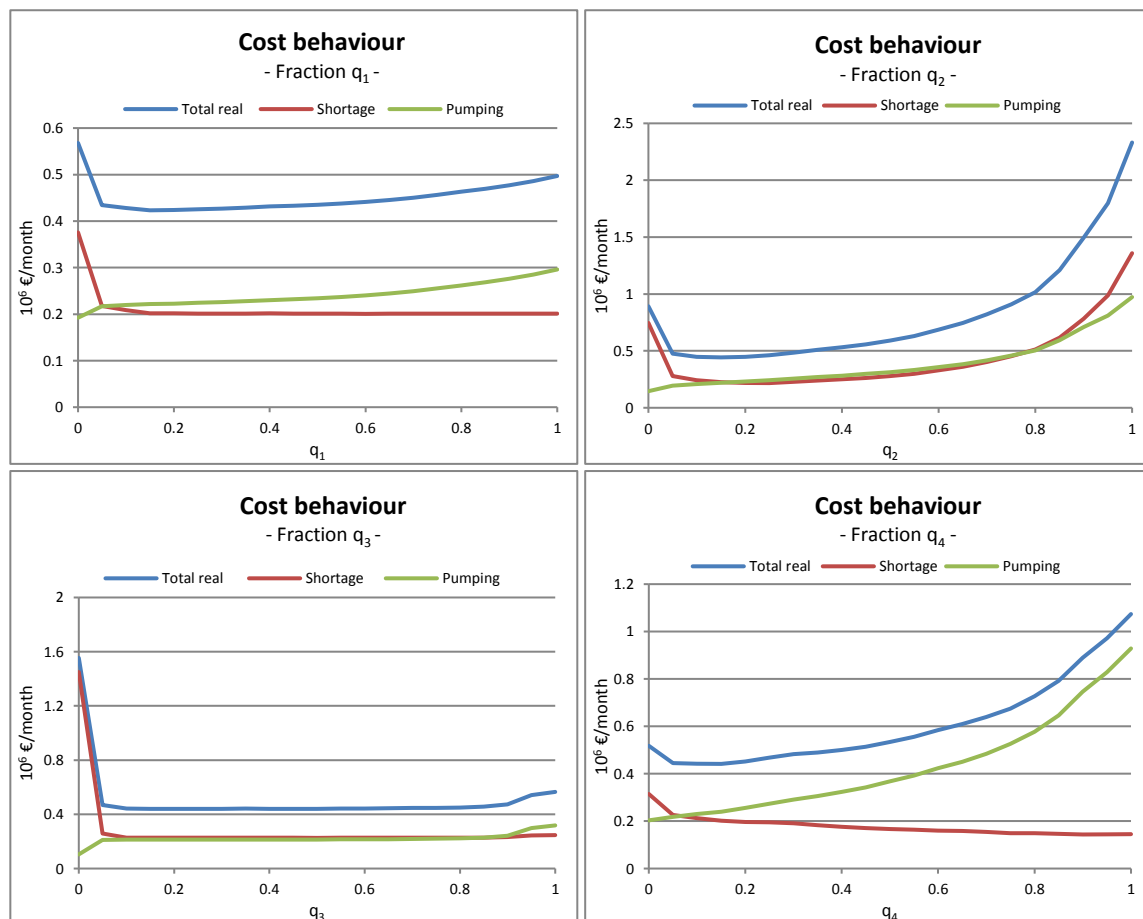 Cost behaviour
- Fraction q₁ -
Total real Shortage Pumping
10⁶ €/month
0.6
0.5
0.4
0.3
0.2
0.1
0
0 0.2 0.4 0.6 0.8 1
q₁
Cost behaviour
- Fraction q₂ -
Total real Shortage Pumping
10⁶ €/month
2.5
2
1.5
1
0.5
0
0 0.2 0.4 0.6 0.8 1
q₂
Cost behaviour
- Fraction q₃ -
Total real Shortage Pumping
10⁶ €/month
2
1.6
1.2
0.8
0.4
0
0 0.2 0.4 0.6 0.8 1
q₃
Cost behaviour
- Fraction q₄ -
Total real Shortage Pumping
10⁶ €/month
1.2
1
0.8
0.6
0.4
0.2
0
0 0.2 0.4 0.6 0.8 1
q₄